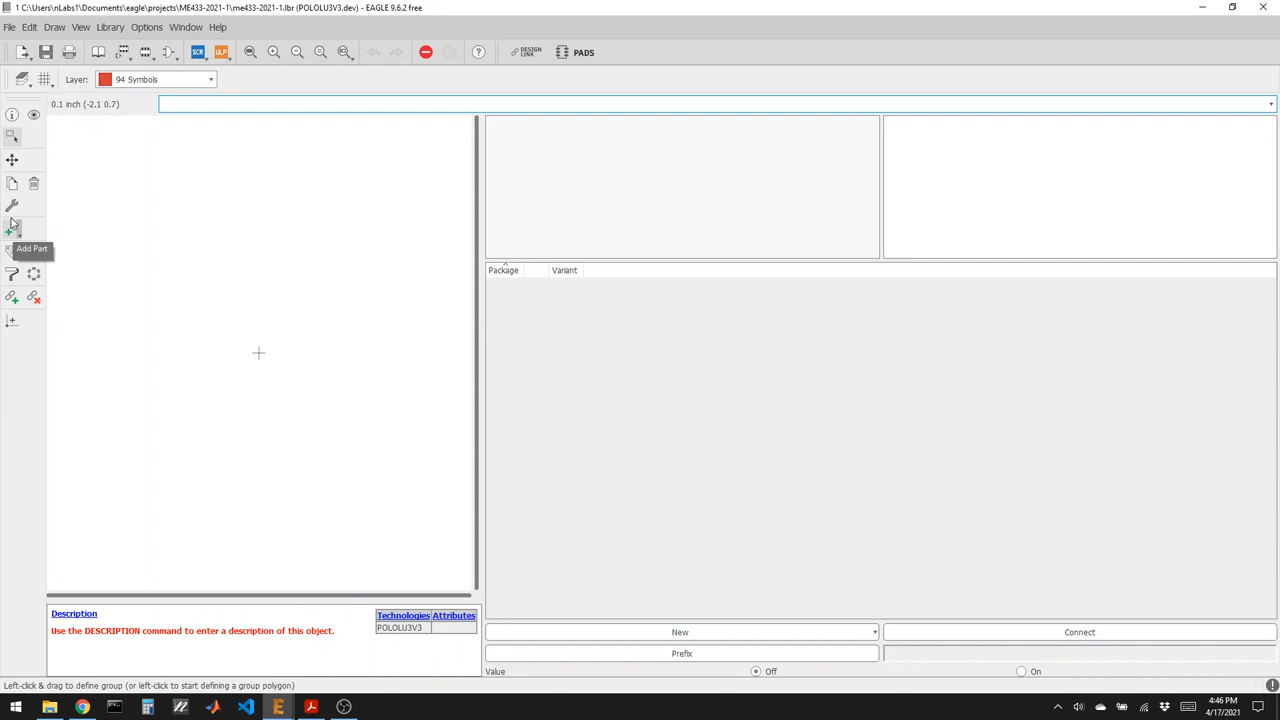 1 C:\Users\nLabs1\Documents\eagle\projects\ME433-2021-1\me433-2021-1.lbr (POLOLU3V3.dev) - EAGLE 9.6.2 free
File Edit Draw View Library Options Window Help
SCR ULP DESIGN LINK PADS
Layer: 94 Symbols
0.1 inch (-2.1 0.7)
Add Part
Package Variant
Description
Technologies Attributes
POLOLU3V3
Use the DESCRIPTION command to enter a description of this object.
New Connect
Prefix
Value Off On
Left-click & drag to define group (or left-click to start defining a group polygon)
4:46 PM
4/17/2021